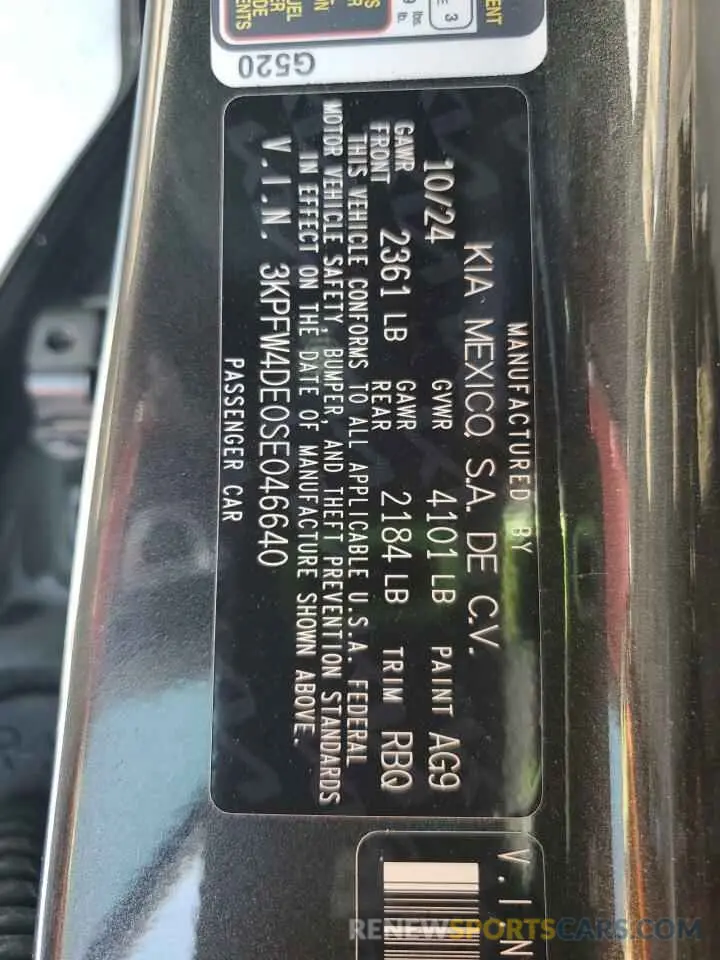 MANUFACTURED BY
KIA MEXICO, S.A. DE C.V.
10/24 GVWR 4101 LB PAINT AG9
GAWR FRONT 2361 LB GAWR REAR 2184 LB TRIM RBQ
THIS VEHICLE CONFORMS TO ALL APPLICABLE U.S.A. FEDERAL
MOTOR VEHICLE SAFETY, BUMPER, AND THEFT PREVENTION STANDARDS
IN EFFECT ON THE DATE OF MANUFACTURE SHOWN ABOVE.
V.I.N. 3KPFW4DE0SE046640
PASSENGER CAR
G520
V.I.N
RENEWSPORTSCARS.COM